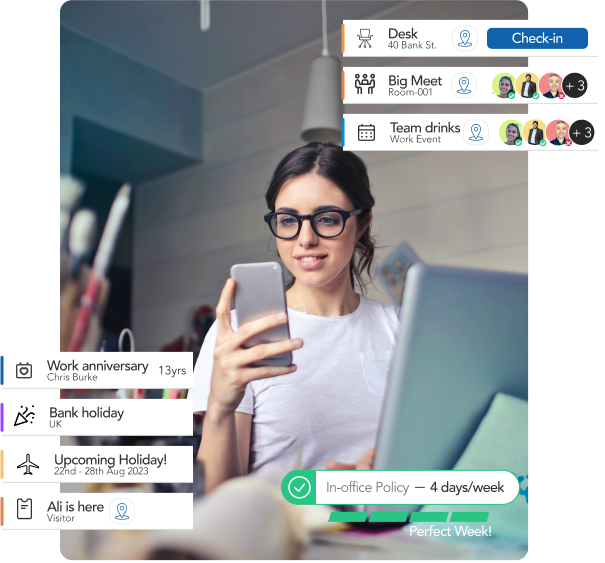 Desk
40 Bank St.
Check-in
Big Meet
Room-001
+ 3
Team drinks
Work Event
+ 3
Work anniversary
Chris Burke
13yrs
Bank holiday
UK
Upcoming Holiday!
22nd - 28th Aug 2023
Ali is here
Visitor
In-office Policy — 4 days/week
Perfect Week!